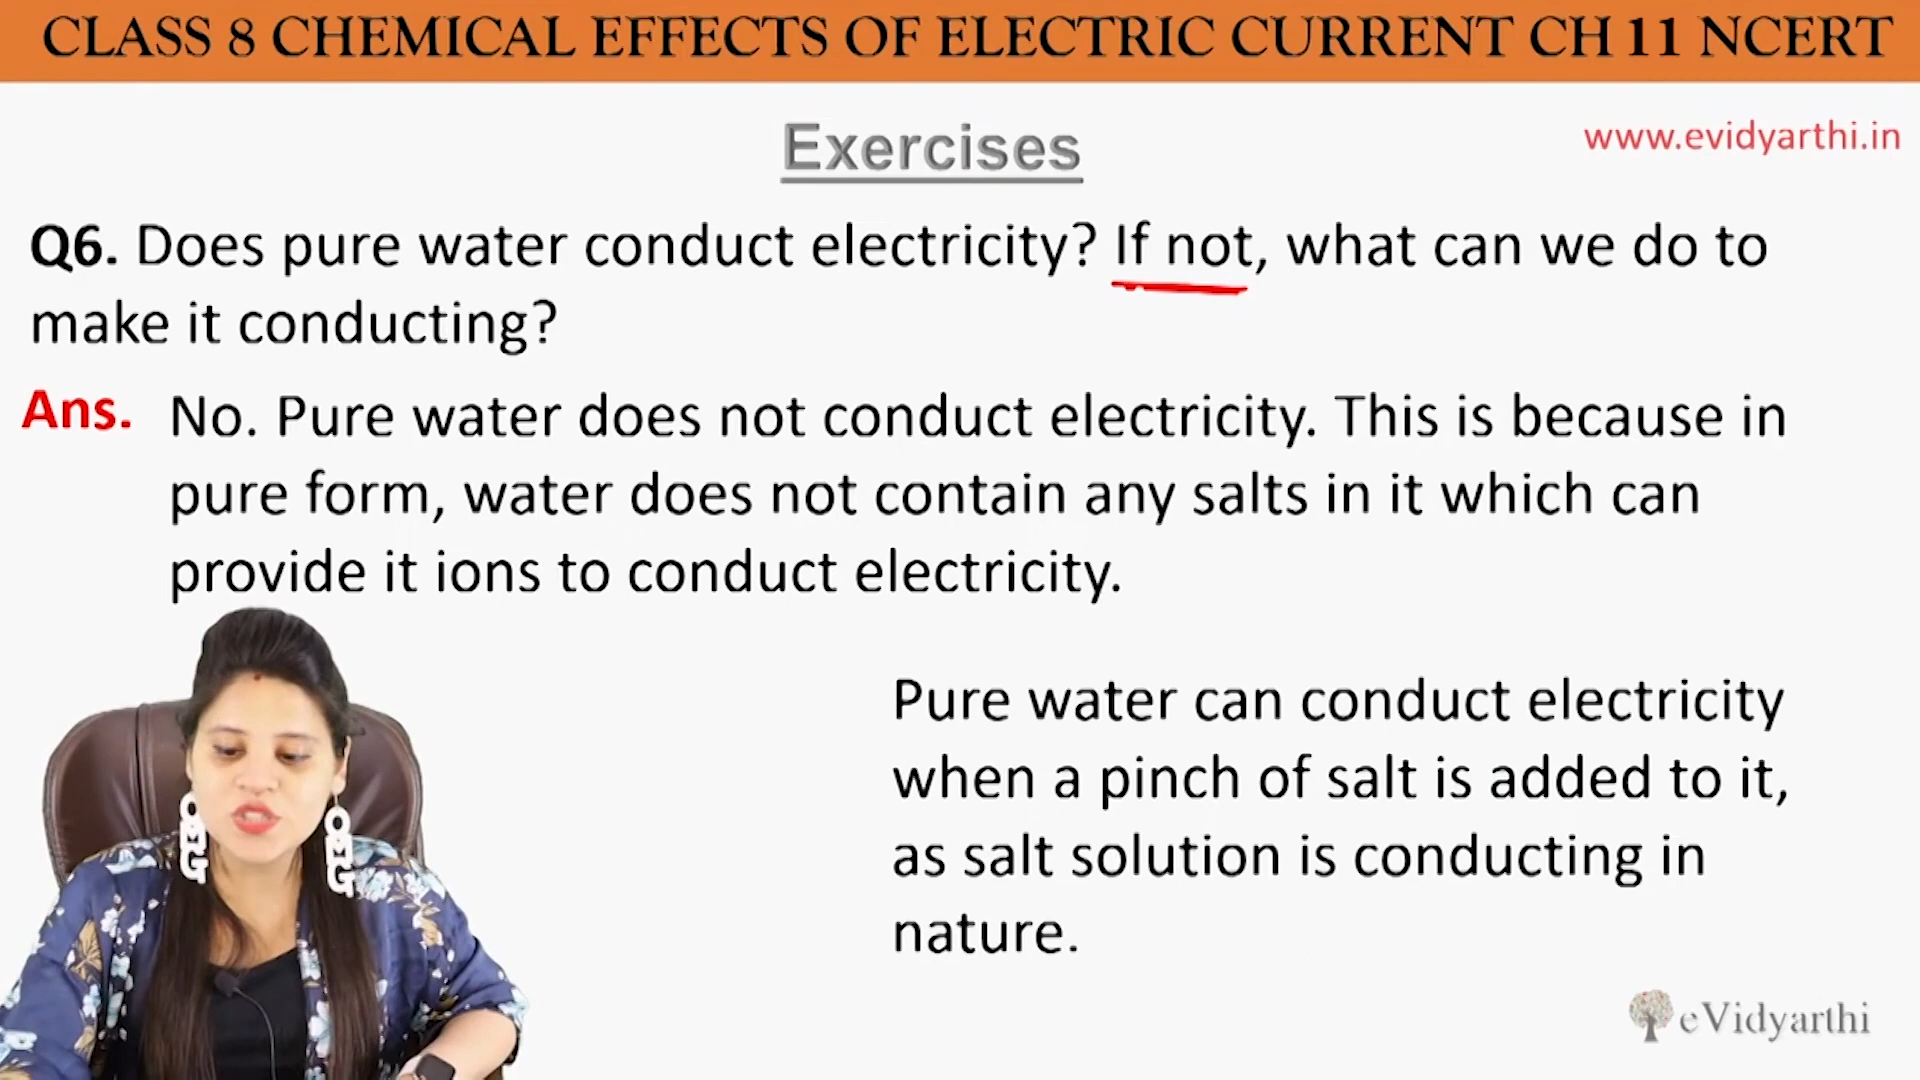 CLASS 8 CHEMICAL EFFECTS OF ELECTRIC CURRENT CH 11 NCERT
Exercises
www.evidyarthi.in
Q6. Does pure water conduct electricity? If not, what can we do to
make it conducting?
Ans. No. Pure water does not conduct electricity. This is because in
pure form, water does not contain any salts in it which can
provide it ions to conduct electricity.
Pure water can conduct electricity
when a pinch of salt is added to it,
as salt solution is conducting in
nature.
OMG
OMG
eVidyarthi